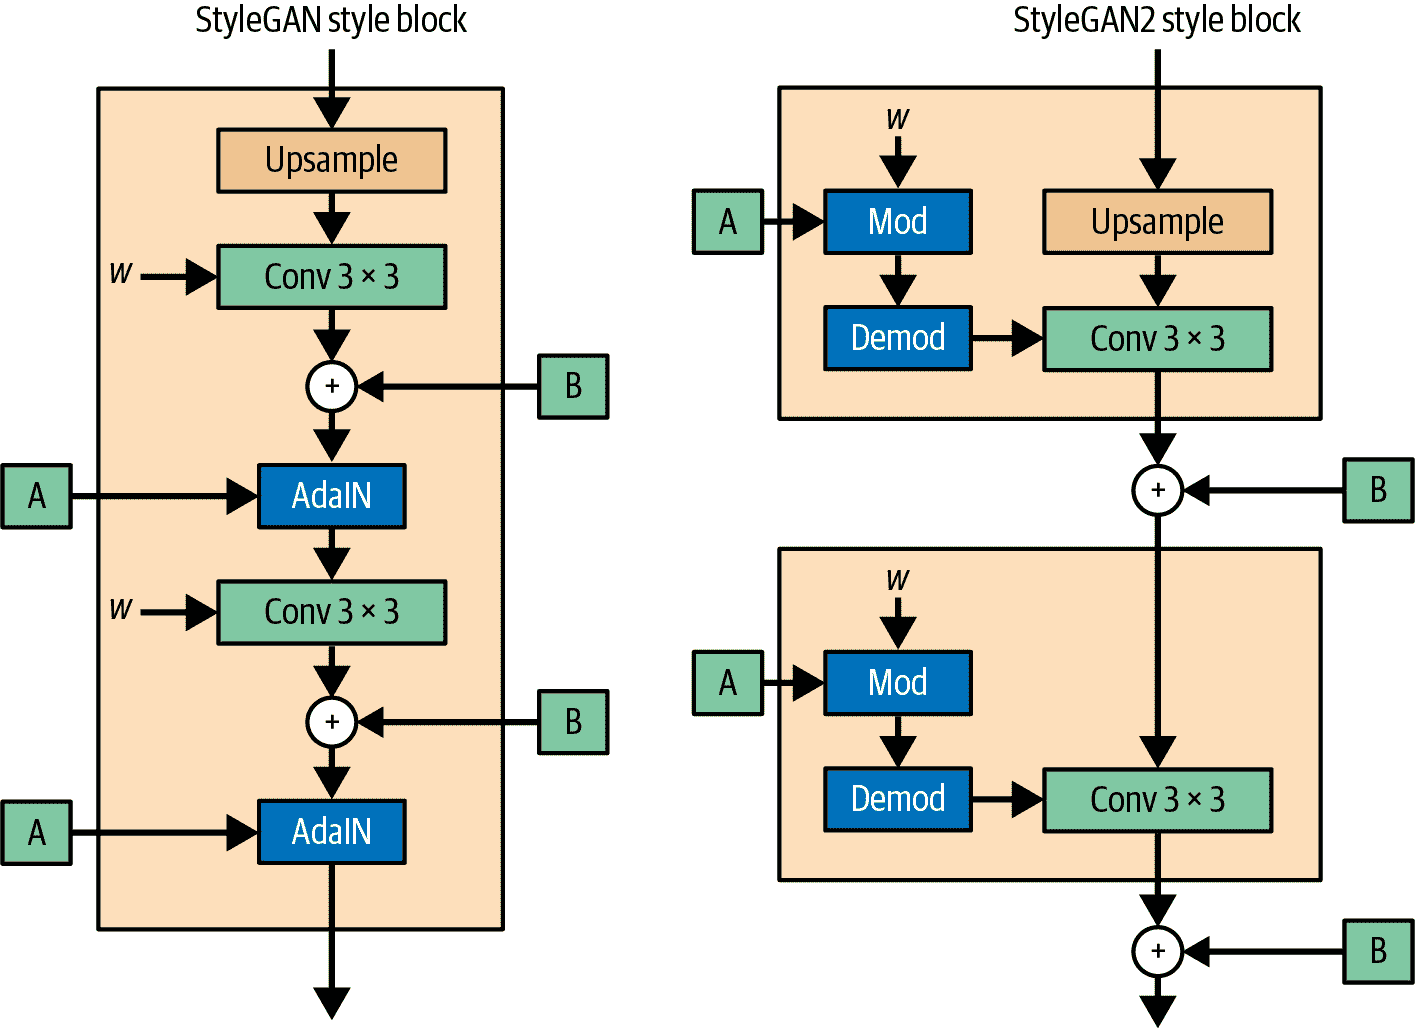 StyleGAN style block
Upsample
w
Conv 3 × 3
+
B
A
AdaIN
w
Conv 3 × 3
+
B
A
AdaIN
StyleGAN2 style block
w
A
Mod
Upsample
Demod
Conv 3 × 3
+
B
w
A
Mod
Demod
Conv 3 × 3
+
B